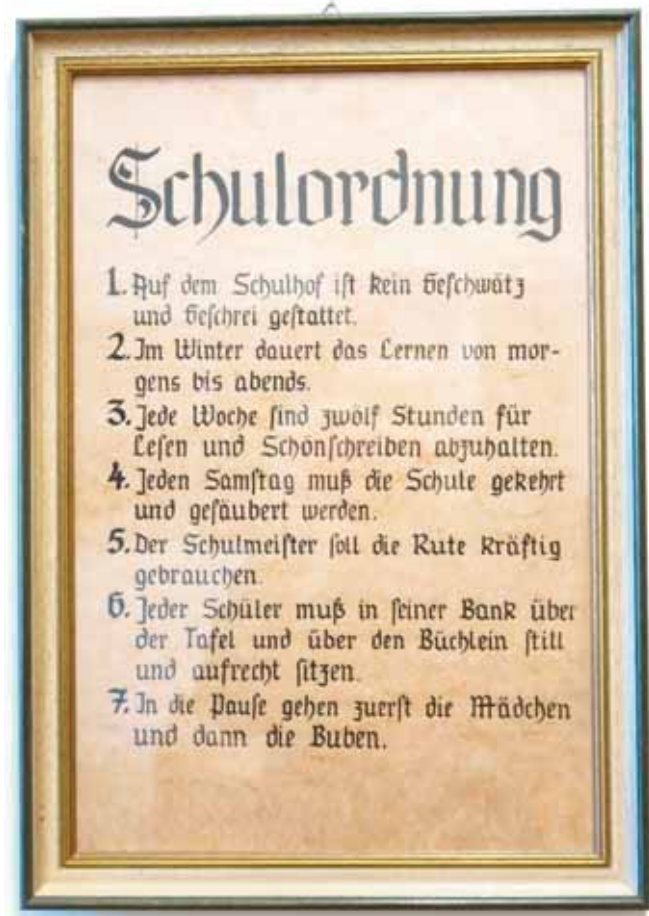 Schulordnung
1. Auf dem Schulhof ist kein Geschwätz
und Geschrei gestattet.
2. Im Winter dauert das Lernen von mor-
gens bis abends.
3. Jede Woche sind zwölf Stunden für
Lesen und Schönschreiben abzuhalten.
4. Jeden Samstag muß die Schule gekehrt
und gesäubert werden.
5. Der Schulmeister soll die Rute kräftig
gebrauchen.
6. Jeder Schüler muß in seiner Bank über
der Tafel und über den Büchlein still
und aufrecht sitzen.
7. In die Pause gehen zuerst die Mädchen
und dann die Buben.